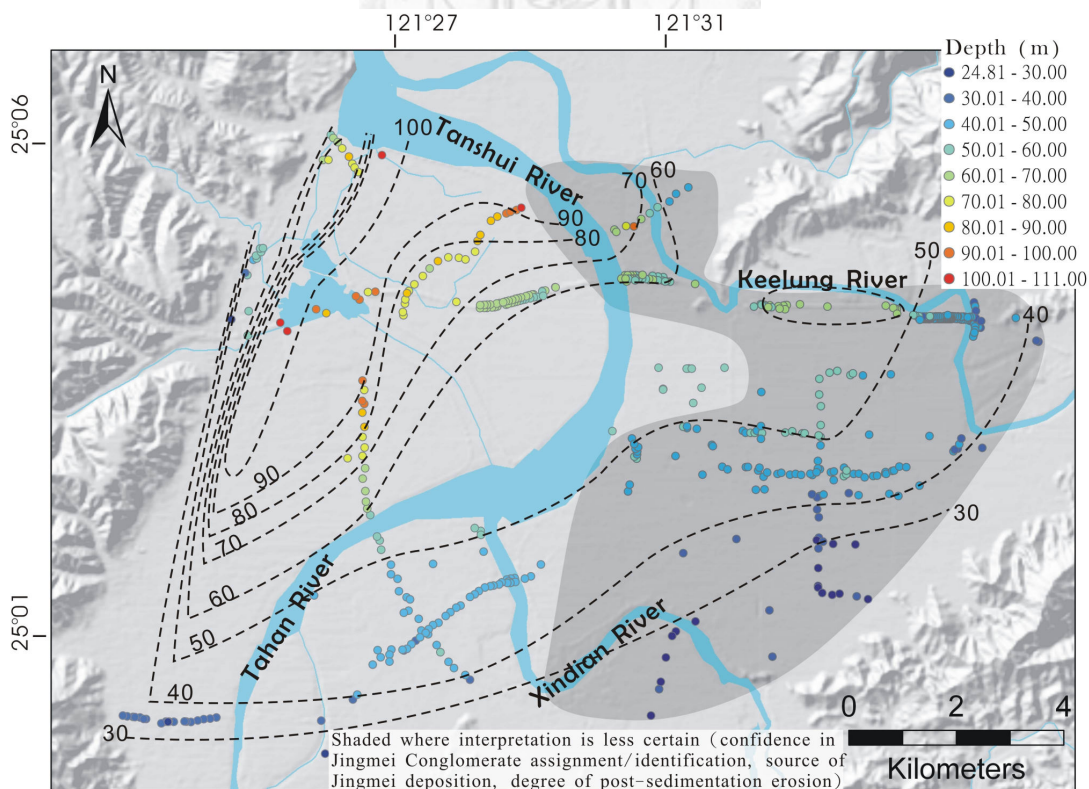 121°27
121°31
25°06
25°01
N
Depth (m)
24.81 - 30.00
30.01 - 40.00
40.01 - 50.00
50.01 - 60.00
60.01 - 70.00
70.01 - 80.00
80.01 - 90.00
90.01 - 100.00
100.01 - 111.00
100
Tanshui River
70
60
90
80
50
Keelung River
40
90
80
70
30
60
50
Tahan River
Xindian River
40
30
0 2 4
Kilometers
Shaded where interpretation is less certain (confidence in
Jingmei Conglomerate assignment/identification, source of
Jingmei deposition, degree of post-sedimentation erosion)